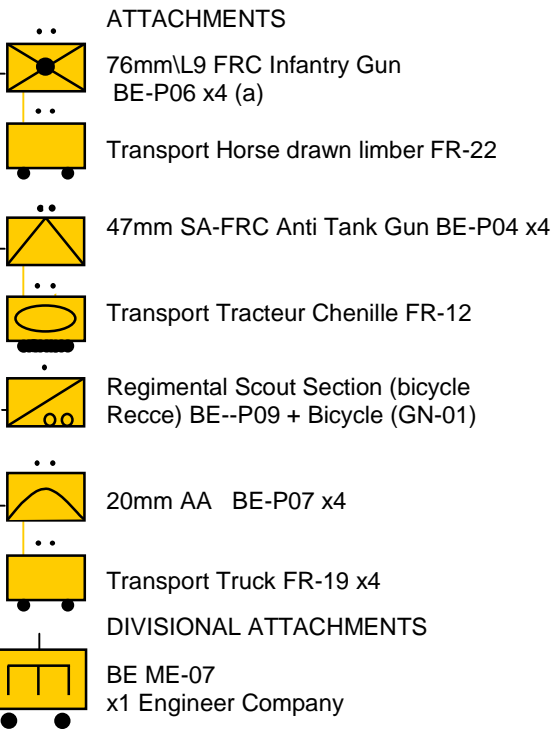 ATTACHMENTS
76mm\L9 FRC Infantry Gun
BE-P06 x4 (a)
Transport Horse drawn limber FR-22
47mm SA-FRC Anti Tank Gun BE-P04 x4
Transport Tracteur Chenille FR-12
Regimental Scout Section (bicycle
Recce) BE--P09 + Bicycle (GN-01)
20mm AA BE-P07 x4
Transport Truck FR-19 x4
DIVISIONAL ATTACHMENTS
BE ME-07
x1 Engineer Company